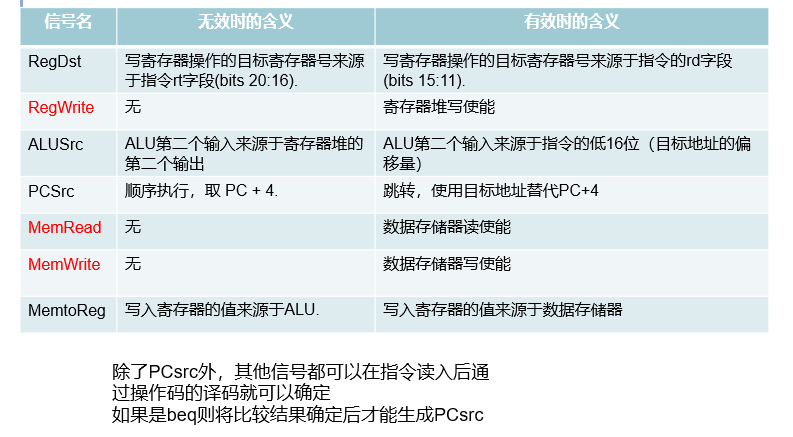 信号名 无效时的含义 有效时的含义
RegDst 写寄存器操作的目标寄存器号来源 写寄存器操作的目标寄存器号来源于指令的rd字段
于指令rt字段(bits 20:16). (bits 15:11).
RegWrite 无 寄存器堆写使能
ALUSrc ALU第二个输入来源于寄存器堆的 ALU第二个输入来源于指令的低16位（目标地址的偏
第二个输出 移量）
PCSrc 顺序执行，取 PC + 4. 跳转，使用目标地址替代PC+4
MemRead 无 数据存储器读使能
MemWrite 无 数据存储器写使能
MemtoReg 写入寄存器的值来源于ALU. 写入寄存器的值来源于数据存储器
除了PCsrc外，其他信号都可以在指令读入后通
过操作码的译码就可以确定
如果是beq则将比较结果确定后才能生成PCsrc